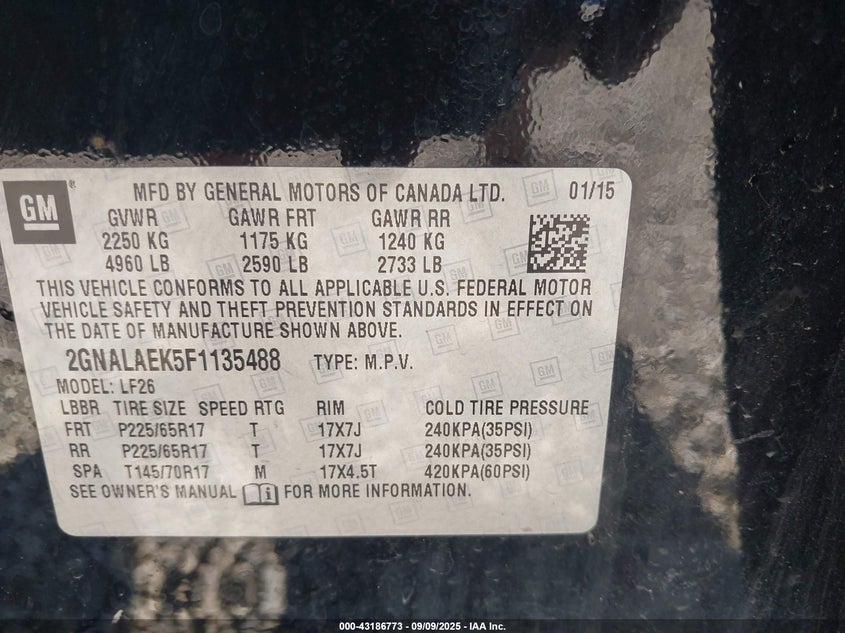 GM®
MFD BY GENERAL MOTORS OF CANADA LTD. 01/15
GVWR GAWR FRT GAWR RR
2250 KG 1175 KG 1240 KG
4960 LB 2590 LB 2733 LB
THIS VEHICLE CONFORMS TO ALL APPLICABLE U.S. FEDERAL MOTOR
VEHICLE SAFETY AND THEFT PREVENTION STANDARDS IN EFFECT ON
THE DATE OF MANUFACTURE SHOWN ABOVE.
2GNALAEK5F1135488 TYPE: M.P.V.
MODEL: LF26
LBBR TIRE SIZE SPEED RTG RIM COLD TIRE PRESSURE
FRT P225/65R17 T 17X7J 240KPA(35PSI)
RR P225/65R17 T 17X7J 240KPA(35PSI)
SPA T145/70R17 M 17X4.5T 420KPA(60PSI)
SEE OWNER'S MANUAL FOR MORE INFORMATION.
000-43186773 - 09/09/2025 - IAA Inc.